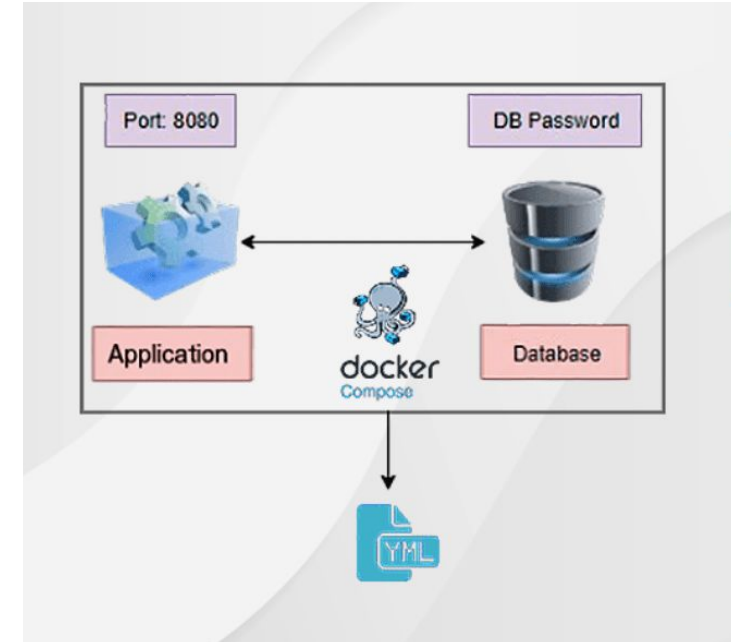 Port: 8080
DB Password
Application
Database
docker
Compose
YML